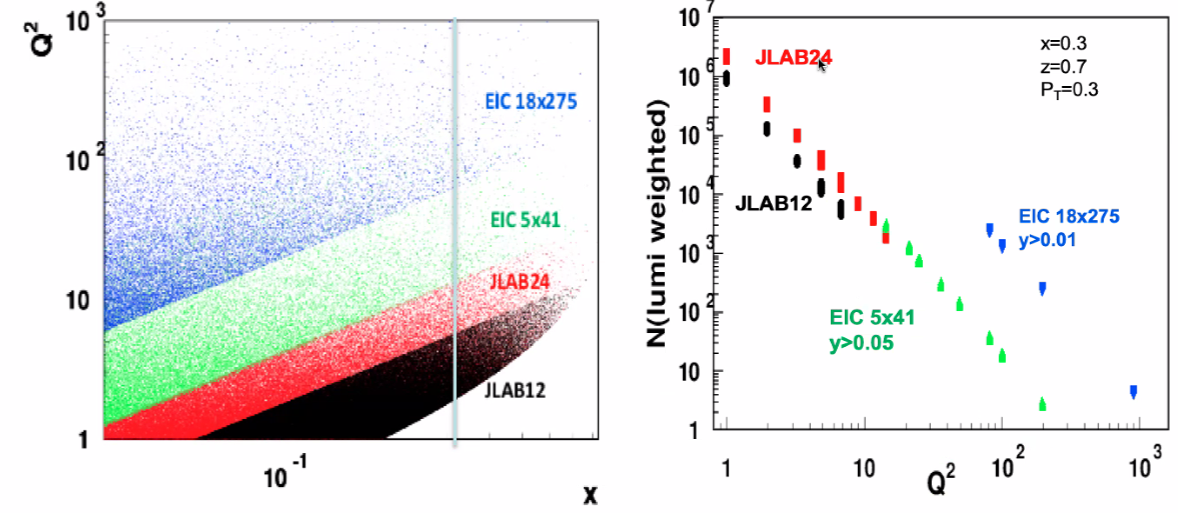 Q²
10³
10²
10
1
10⁻¹
x
EIC 18x275
EIC 5x41
JLAB24
JLAB12
N(lumi weighted)
10⁷
10⁶
10⁵
10⁴
10³
10²
10
1
1
10
10²
10³
Q²
JLAB24
x=0.3
z=0.7
P_T=0.3
JLAB12
EIC 18x275
y>0.01
EIC 5x41
y>0.05